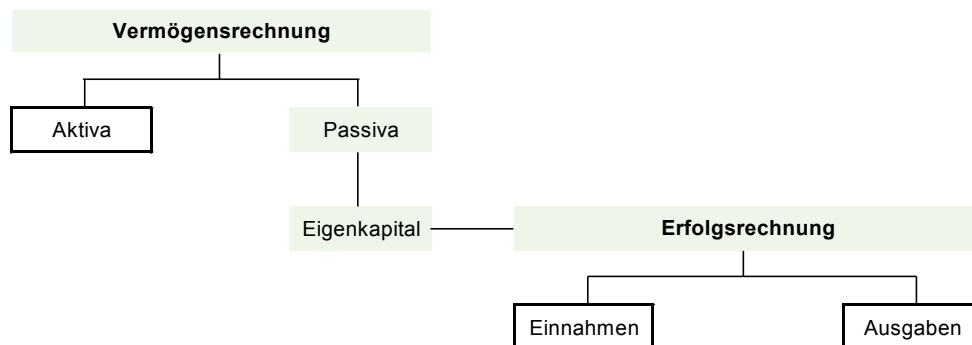 Vermögensrechnung
Aktiva
Passiva
Eigenkapital
Erfolgsrechnung
Einnahmen
Ausgaben